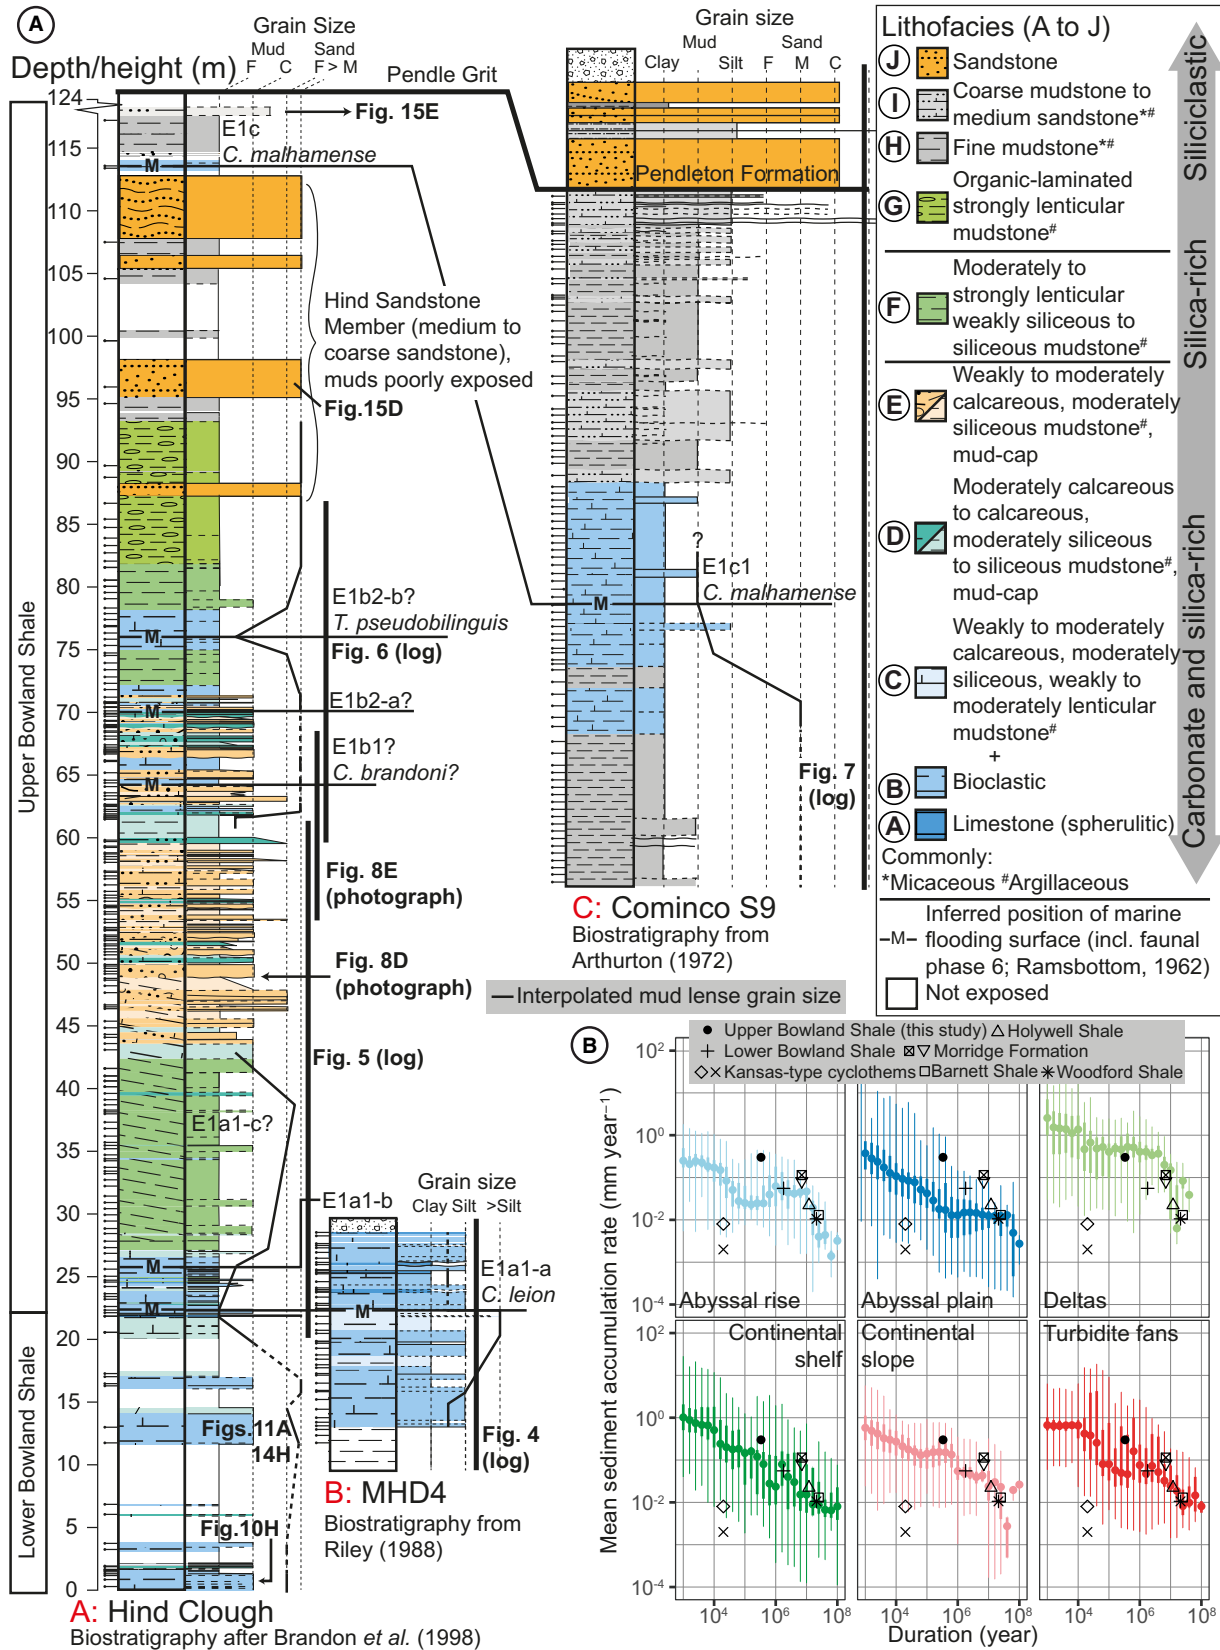 A
Depth/height (m)
Grain Size
Mud Sand
F C F > M
Pendle Grit
124
115
110
105
100
95
90
85
80
75
70
65
60
55
50
45
40
35
30
25
20
15
10
5
0
Upper Bowland Shale
Lower Bowland Shale
Fig. 15E
E1c
C. malhamense
M
Hind Sandstone
Member (medium to
coarse sandstone),
muds poorly exposed
Fig.15D
E1b2-b?
T. pseudobilinguis
M
Fig. 6 (log)
E1b2-a?
M
E1b1?
C. brandoni?
M
Fig. 8E
(photograph)
Fig. 8D
(photograph)
Fig. 5 (log)
E1a1-c?
E1a1-b
M
M
Figs.11A
14H
Fig.10H
A: Hind Clough
Biostratigraphy after Brandon et al. (1998)
Grain size
Clay Silt >Silt
E1a1-a
C. leion
M
Fig. 4
(log)
B: MHD4
Biostratigraphy from
Riley (1988)
Grain size
Mud Sand
Clay Silt F M C
Pendleton Formation
?
E1c1
C. malhamense
M
Fig. 7
(log)
C: Cominco S9
Biostratigraphy from
Arthurton (1972)
Interpolated mud lense grain size
Lithofacies (A to J)
J Sandstone
I Coarse mudstone to
medium sandstone*#
H Fine mudstone*#
G Organic-laminated
strongly lenticular
mudstone#
F Moderately to
strongly lenticular
weakly siliceous to
siliceous mudstone#
E Weakly to moderately
calcareous, moderately
siliceous mudstone#,
mud-cap
D Moderately calcareous
to calcareous,
moderately siliceous
to siliceous mudstone#,
mud-cap
C Weakly to moderately
calcareous, moderately
siliceous, weakly to
moderately lenticular
mudstone#
+
B Bioclastic
A Limestone (spherulitic)
Commonly:
*Micaceous #Argillaceous
Inferred position of marine
-M- flooding surface (incl. faunal
phase 6; Ramsbottom, 1962)
Not exposed
Siliciclastic
Silica-rich
Carbonate and silica-rich
B
Upper Bowland Shale (this study) Holywell Shale
Lower Bowland Shale Morridge Formation
Kansas-type cyclothems Barnett Shale Woodford Shale
Mean sediment accumulation rate (mm year⁻¹)
10²
10⁰
10⁻²
10⁻⁴
10²
10⁰
10⁻²
10⁻⁴
Abyssal rise
Abyssal plain
Deltas
Continental
shelf
Continental
slope
Turbidite fans
10⁴ 10⁶ 10⁸ 10⁴ 10⁶ 10⁸ 10⁴ 10⁶ 10⁸
Duration (year)